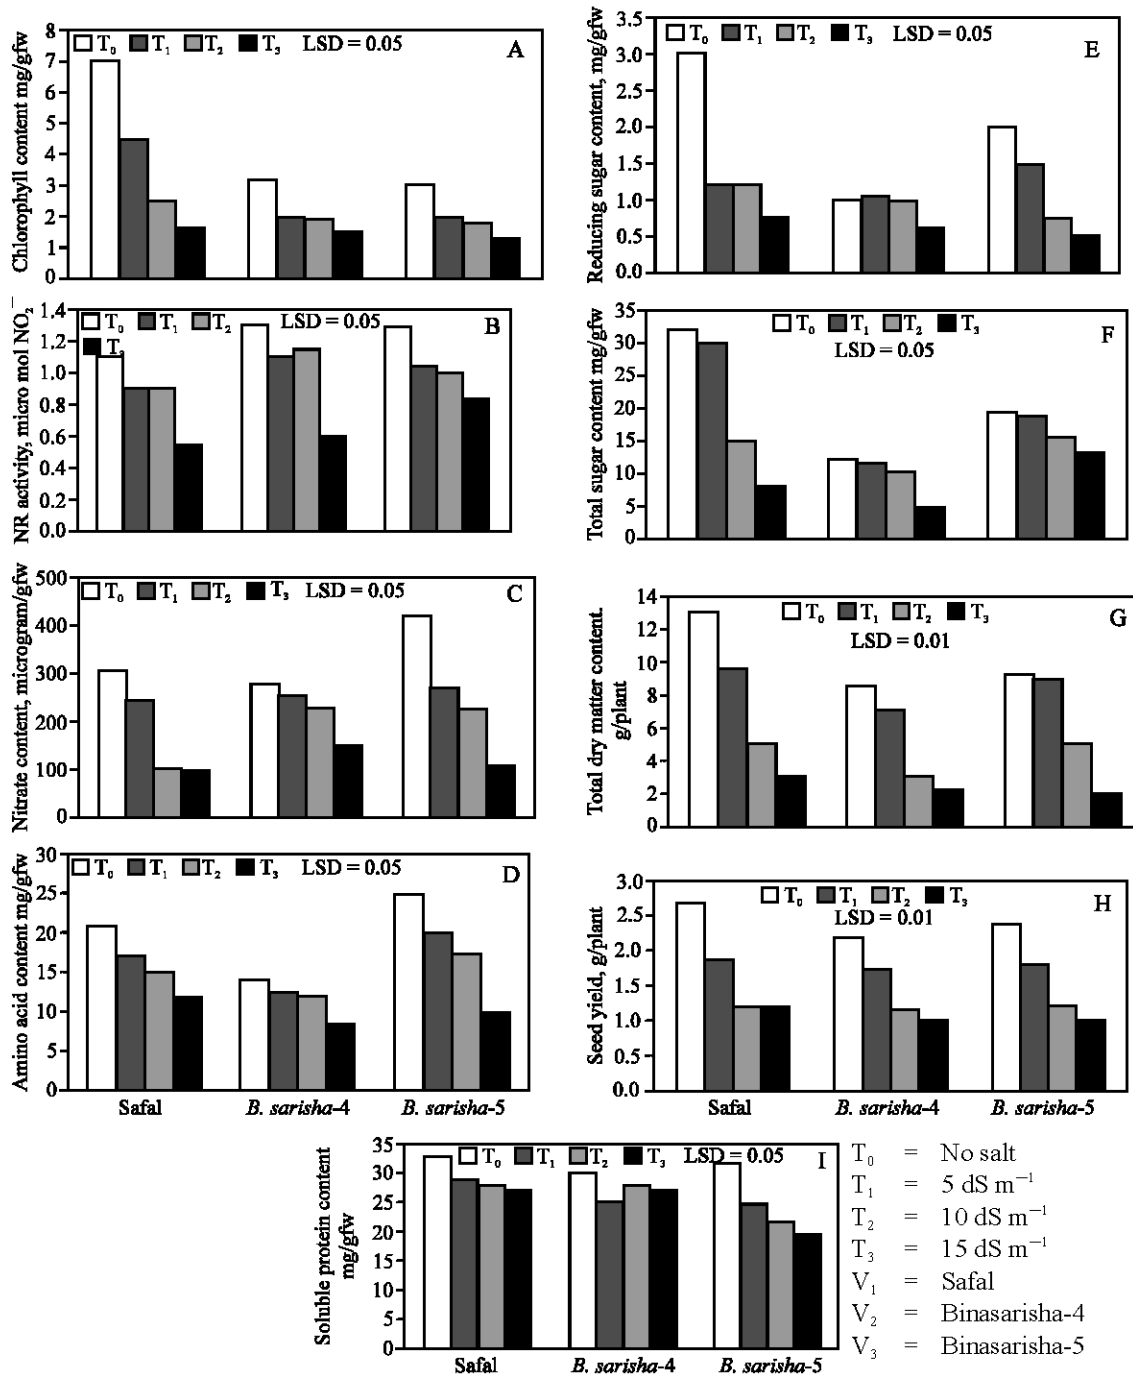 Chlorophyll content mg/gfw
8
7
6
5
4
3
2
1
0
T₀ T₁ T₂ T₃ LSD = 0.05
A
NR activity, micro mol NO₂⁻
1.4
1.2
1.0
0.8
0.6
0.4
0.2
0.0
T₀ T₁ T₂ LSD = 0.05
B
Nitrate content, microgram/gfw
500
400
300
200
100
0
T₀ T₁ T₂ T₃ LSD = 0.05
C
Amino acid content mg/gfw
30
25
20
15
10
5
0
T₀ T₁ T₂ T₃ LSD = 0.05
D
Safal B. sarisha-4 B. sarisha-5
Reducing sugar content, mg/gfw
3.5
3.0
2.5
2.0
1.5
1.0
0.5
0.0
T₀ T₁ T₂ T₃ LSD = 0.05
E
Total sugar content mg/gfw
35
30
25
20
15
10
5
0
T₀ T₁ T₂ T₃
LSD = 0.05
F
Total dry matter content.
g/plant
14
12
10
8
6
4
2
0
T₀ T₁ T₂ T₃
LSD = 0.01
G
Seed yield, g/plant
3.0
2.5
2.0
1.5
1.0
0.5
0.0
T₀ T₁ T₂ T₃
LSD = 0.01
H
Safal B. sarisha-4 B. sarisha-5
Soluble protein content
mg/gfw
35
30
25
20
15
10
5
0
T₀ T₁ T₂ T₃ LSD = 0.05
I
Safal B. sarisha-4 B. sarisha-5
T₀ = No salt
T₁ = 5 dS m⁻¹
T₂ = 10 dS m⁻¹
T₃ = 15 dS m⁻¹
V₁ = Safal
V₂ = Binasarisha-4
V₃ = Binasarisha-5